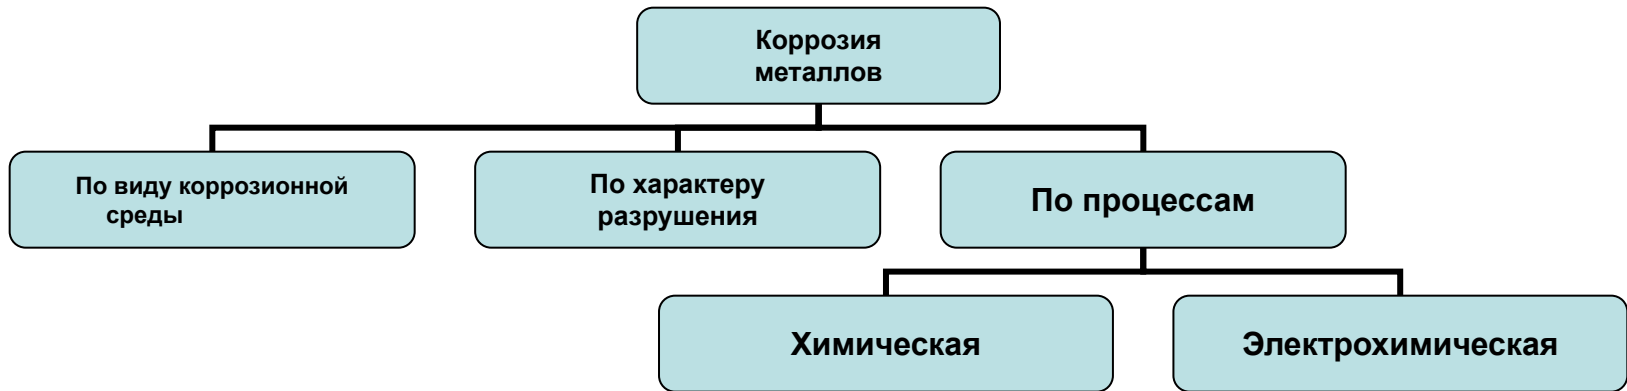 Коррозия
металлов
По виду коррозионной
среды
По характеру
разрушения
По процессам
Химическая
Электрохимическая